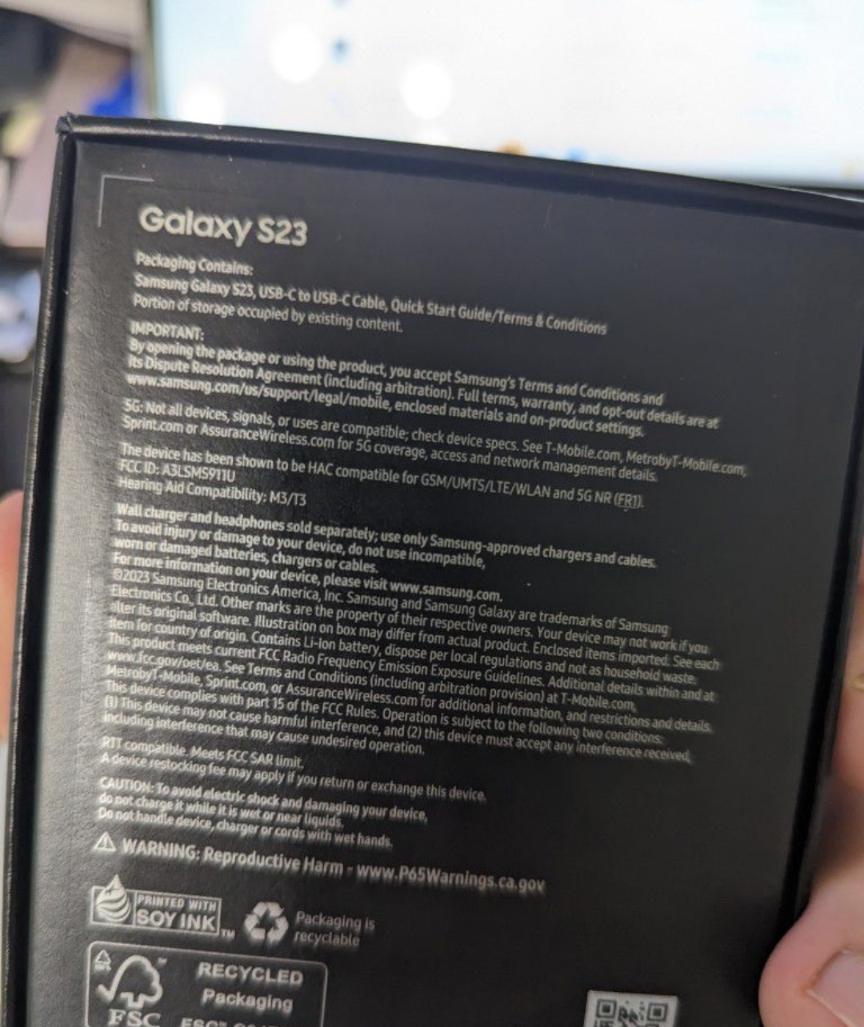 Galaxy S23
Packaging Contains:
Samsung Galaxy S23, USB-C to USB-C Cable, Quick Start Guide/Terms & Conditions
Portion of storage occupied by existing content.
IMPORTANT:
By opening the package or using the product, you accept Samsung's Terms and Conditions and
its Dispute Resolution Agreement (including arbitration). Full terms, warranty, and opt-out details are at
www.samsung.com/us/support/legal/mobile, enclosed materials and on-product settings.
5G: Not all devices, signals, or uses are compatible; check device specs. See T-Mobile.com, MetrobyT-Mobile.com,
Sprint.com or AssuranceWireless.com for 5G coverage, access and network management details.
The device has been shown to be HAC compatible for GSM/UMTS/LTE/WLAN and 5G NR (FR1).
FCC ID: A3LSMS911U
Hearing Aid Compatibility: M3/T3
Wall charger and headphones sold separately; use only Samsung-approved chargers and cables.
To avoid injury or damage to your device, do not use incompatible,
worn or damaged batteries, chargers or cables.
For more information on your device, please visit www.samsung.com.
©2023 Samsung Electronics America, Inc. Samsung and Samsung Galaxy are trademarks of Samsung
Electronics Co., Ltd. Other marks are the property of their respective owners. Your device may not work if you
alter its original software. Illustration on box may differ from actual product. Enclosed items imported: See each
item for country of origin. Contains Li-Ion battery, dispose per local regulations and not as household waste.
This product meets current FCC Radio Frequency Emission Exposure Guidelines. Additional details within and at
www.fcc.gov/oet/ea. See Terms and Conditions (including arbitration provision) at T-Mobile.com,
MetrobyT-Mobile, Sprint.com, or AssuranceWireless.com for additional information, and restrictions and details.
This device complies with part 15 of the FCC Rules. Operation is subject to the following two conditions:
(1) This device may not cause harmful interference, and (2) this device must accept any interference received,
including interference that may cause undesired operation.
RTT compatible. Meets FCC SAR limit.
A device restocking fee may apply if you return or exchange this device.
CAUTION: To avoid electric shock and damaging your device,
do not charge it while it is wet or near liquids.
Do not handle device, charger or cords with wet hands.
WARNING: Reproductive Harm - www.P65Warnings.ca.gov
PRINTED WITH
SOY INK™
Packaging is
recyclable
RECYCLED
Packaging
FSC